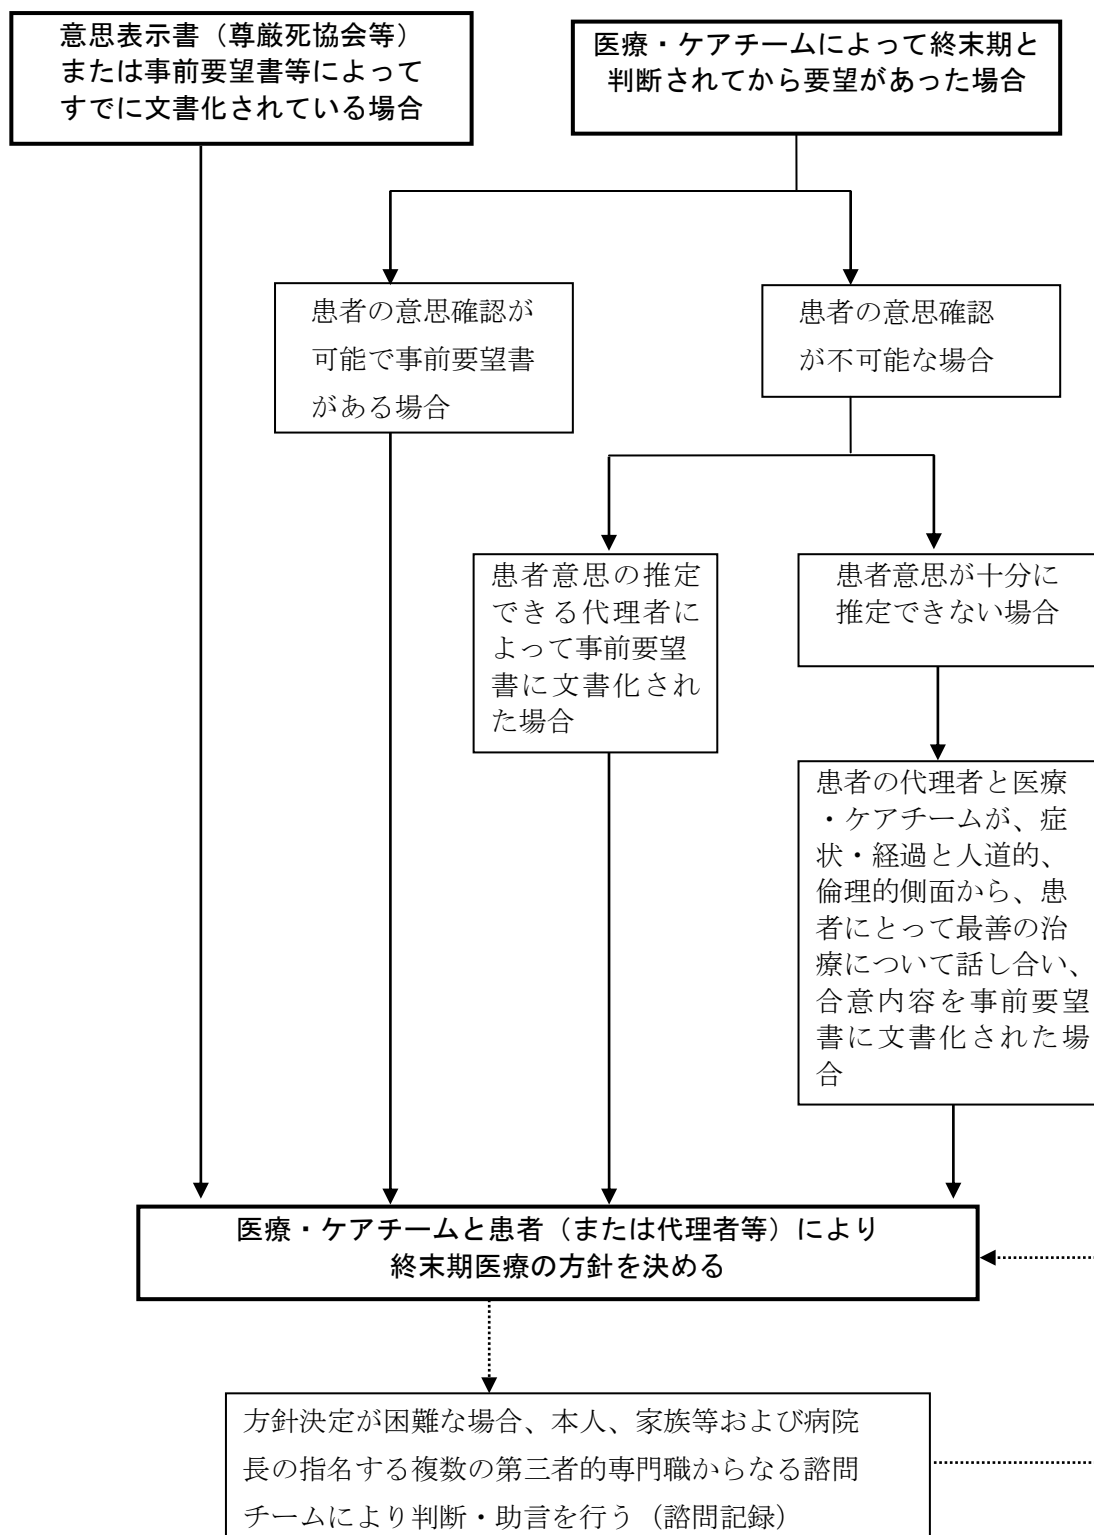 意思表示書（尊厳死協会等）
または事前要望書等によって
すでに文書化されている場合
医療・ケアチームによって終末期と
判断されてから要望があった場合
患者の意思確認が
可能で事前要望書
がある場合
患者の意思確認
が不可能な場合
患者意思の推定
できる代理者に
よって事前要望
書に文書化され
た場合
患者意思が十分に
推定できない場合
患者の代理者と医療
・ケアチームが、症
状・経過と人道的、
倫理的側面から、患
者にとって最善の治
療について話し合い、
合意内容を事前要望
書に文書化された場
合
医療・ケアチームと患者（または代理者等）により
終末期医療の方針を決める
方針決定が困難な場合、本人、家族等および病院
長の指名する複数の第三者的専門職からなる諮問
チームにより判断・助言を行う（諮問記録）